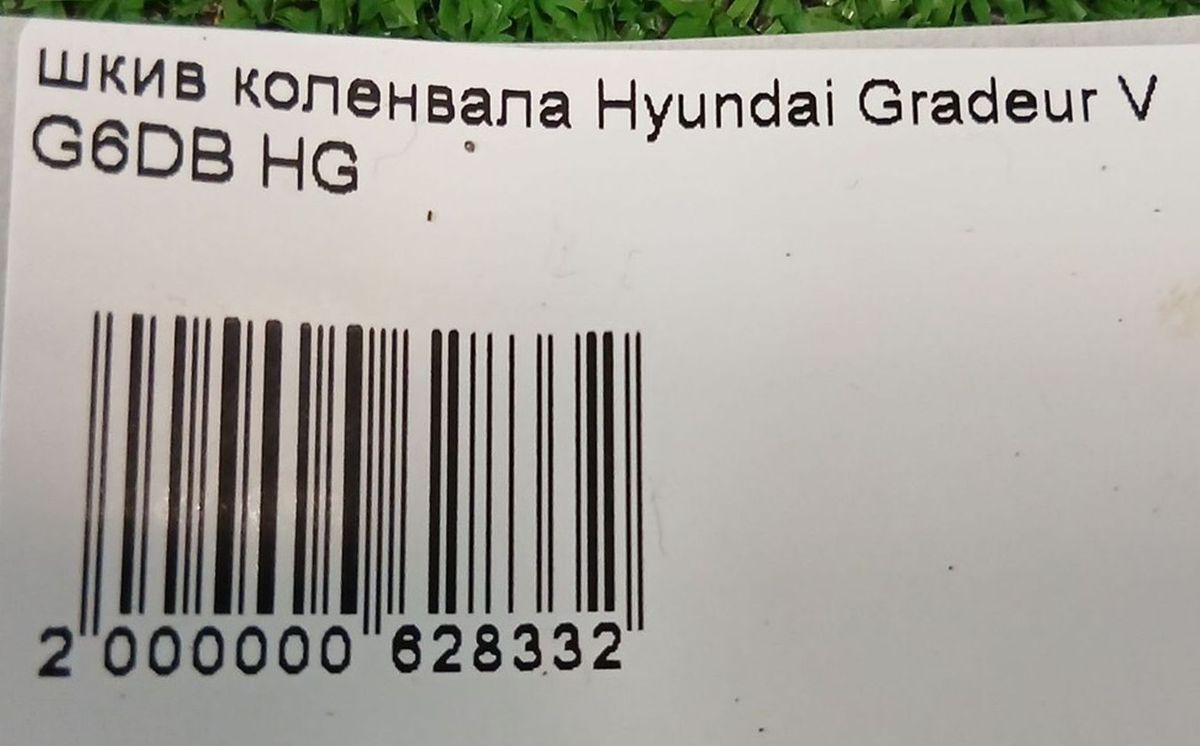 шкив коленвала Hyundai Gradeur V
G6DB HG
2 000000 628332